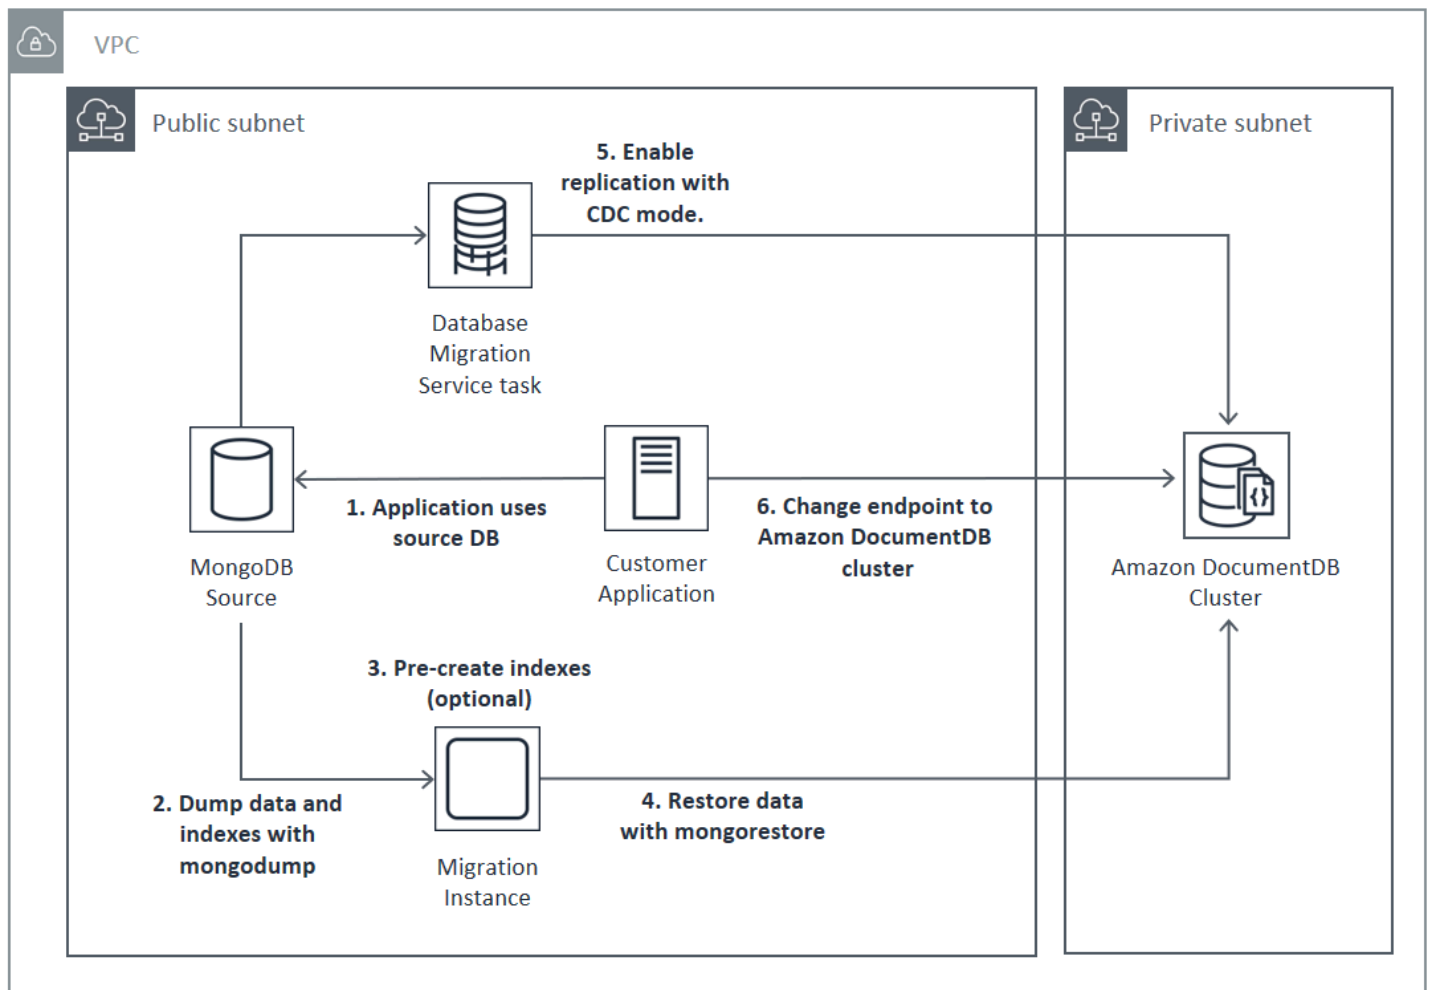 VPC
Public subnet
Private subnet
5. Enable
replication with
CDC mode.
Database
Migration
Service task
1. Application uses
source DB
6. Change endpoint to
Amazon DocumentDB
cluster
MongoDB
Source
Customer
Application
Amazon DocumentDB
Cluster
3. Pre-create indexes
(optional)
2. Dump data and
indexes with
mongodump
4. Restore data
with mongorestore
Migration
Instance